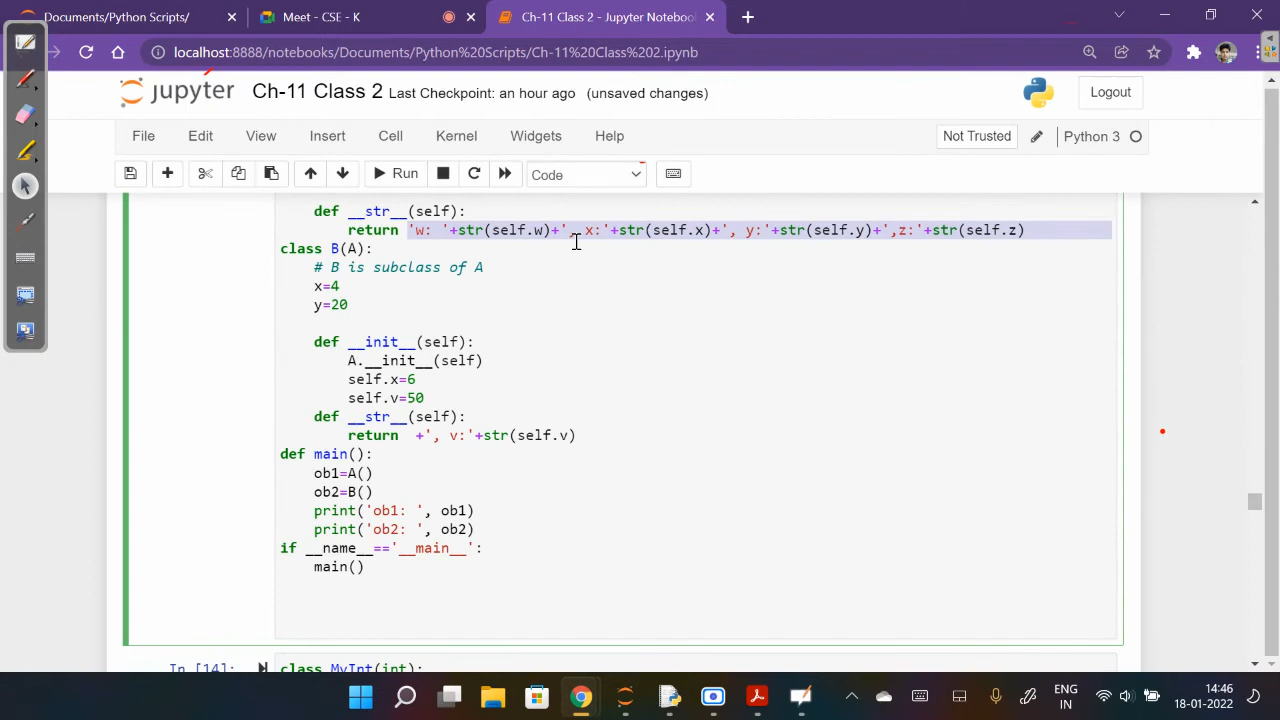 Documents/Python Scripts/
Meet - CSE - K
Ch-11 Class 2 - Jupyter Noteboo
localhost:8888/notebooks/Documents/Python%20Scripts/Ch-11%20Class%202.ipynb
jupyter Ch-11 Class 2 Last Checkpoint: an hour ago (unsaved changes)
Logout
File Edit View Insert Cell Kernel Widgets Help
Not Trusted Python 3
Run Code
def __str__(self):
return 'w: '+str(self.w)+', x:'+str(self.x)+', y:'+str(self.y)+',z:'+str(self.z)
class B(A):
# B is subclass of A
x=4
y=20
def __init__(self):
A.__init__(self)
self.x=6
self.v=50
def __str__(self):
return +', v:'+str(self.v)
def main():
ob1=A()
ob2=B()
print('ob1: ', ob1)
print('ob2: ', ob2)
if __name__=='__main__':
main()
In [14]: class MyInt(int):
ENG
IN
14:46
18-01-2022